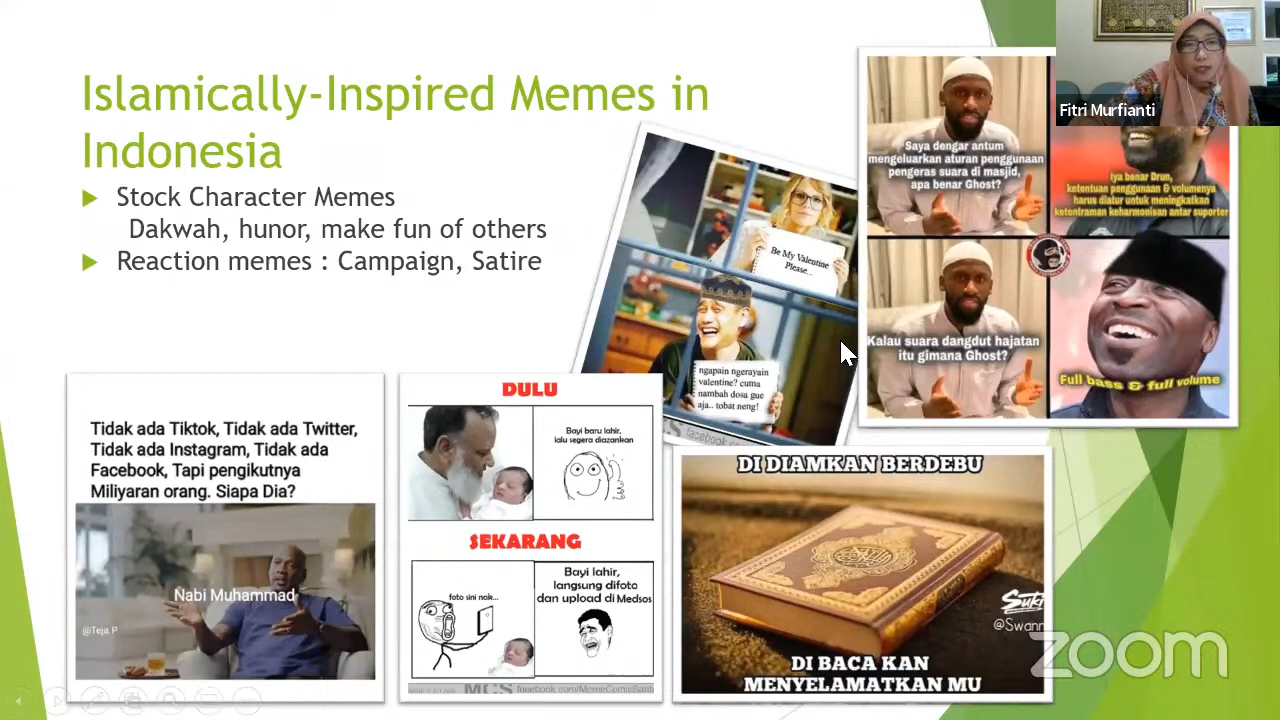 Islamically-Inspired Memes in
Indonesia
Stock Character Memes
Dakwah, hunor, make fun of others
Reaction memes : Campaign, Satire
Fitri Murfianti
Be My Valentine
Please...
ngapain ngerayain
valentine? cuma
nambah dosa gue
aja.. tobat neng!
facebook
Saya dengar antum
mengeluarkan aturan penggunaan
pengeras suara di masjid,
apa benar Ghost?
Iya benar Drun,
ketentuan penggunaan & volumenya
harus diatur untuk meningkatkan
ketentraman keharmonisan antar suporter
Kalau suara dangdut hajatan
itu gimana Ghost?
Full bass & full volume
Tidak ada Tiktok, Tidak ada Twitter,
Tidak ada Instagram, Tidak ada
Facebook, Tapi pengikutnya
Miliyaran orang. Siapa Dia?
Nabi Muhammad
@Teja P
DULU
Bayi baru lahir,
lalu segera diazankan
SEKARANG
foto sini nak...
Bayi lahir,
langsung difoto
dan upload di Medsos
MCS facebook.com/MemeComicSant
DI DIAMKAN BERDEBU
@Swann
DI BACA KAN
MENYELAMATKAN MU
zoom